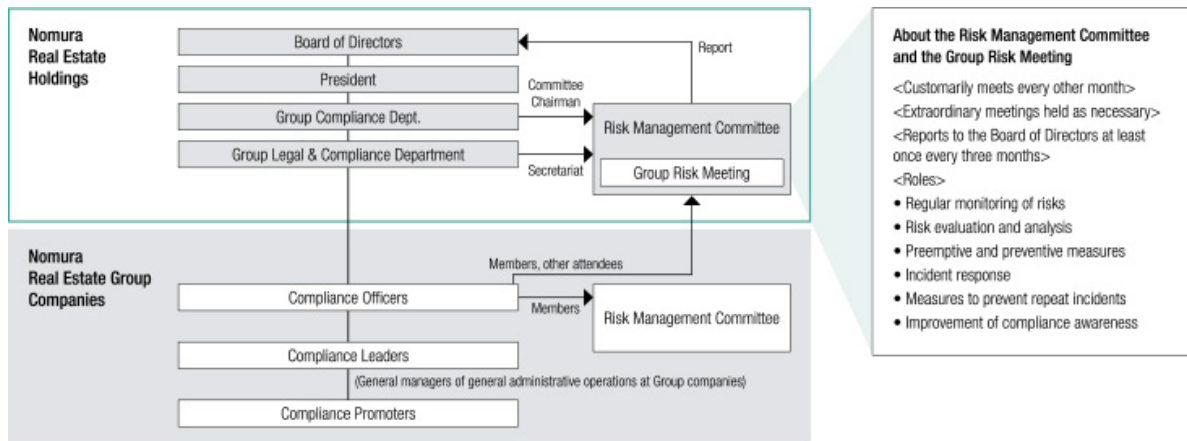 Nomura
Real Estate
Holdings
Board of Directors
President
Group Compliance Dept.
Group Legal & Compliance Department
Report
Committee
Chairman
Secretariat
Risk Management Committee
Group Risk Meeting
Nomura
Real Estate Group
Companies
Members, other attendees
Compliance Officers
Members
Risk Management Committee
Compliance Leaders
(General managers of general administrative operations at Group companies)
Compliance Promoters
About the Risk Management Committee
and the Group Risk Meeting
<Customarily meets every other month>
<Extraordinary meetings held as necessary>
<Reports to the Board of Directors at least
once every three months>
<Roles>
• Regular monitoring of risks
• Risk evaluation and analysis
• Preemptive and preventive measures
• Incident response
• Measures to prevent repeat incidents
• Improvement of compliance awareness